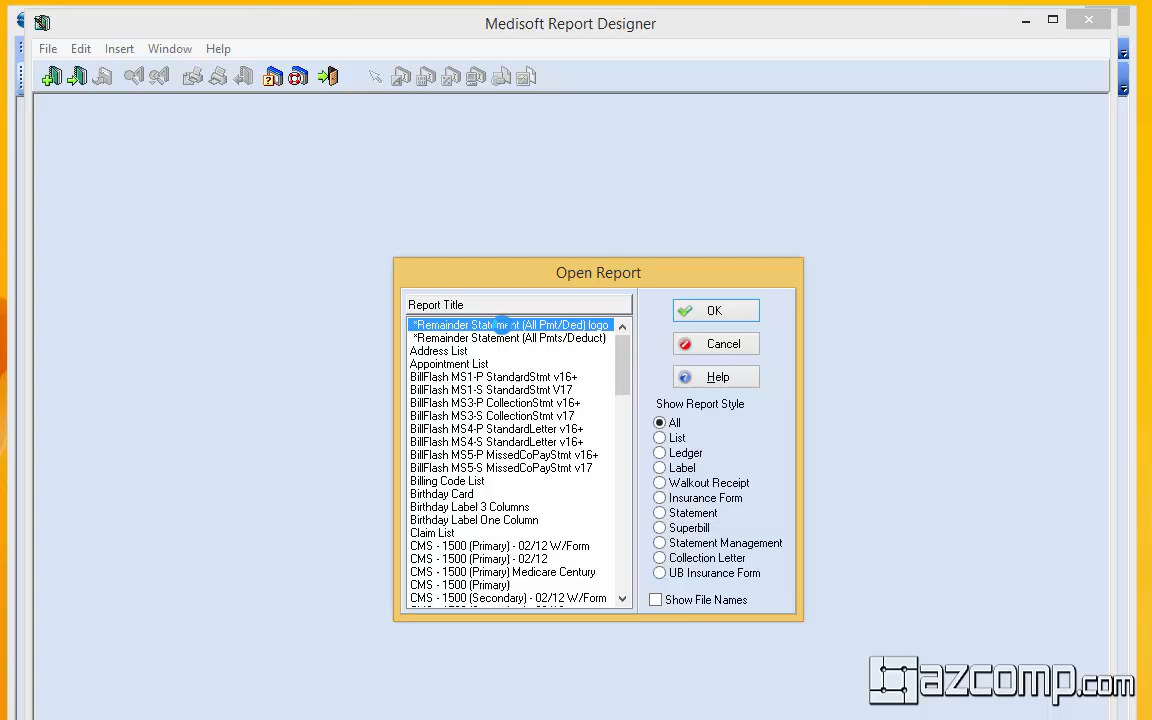 Medisoft Report Designer
File Edit Insert Window Help
Open Report
Report Title
*Remainder Statement (All Pmt/Ded) logo
*Remainder Statement (All Pmts/Deduct)
Address List
Appointment List
BillFlash MS1-P StandardStmt v16+
BillFlash MS1-S StandardStmt V17
BillFlash MS3-P CollectionStmt v16+
BillFlash MS3-S CollectionStmt v17
BillFlash MS4-P StandardLetter v16+
BillFlash MS4-S StandardLetter v16+
BillFlash MS5-P MissedCoPayStmt v16+
BillFlash MS5-S MissedCoPayStmt v17
Billing Code List
Birthday Card
Birthday Label 3 Columns
Birthday Label One Column
Claim List
CMS - 1500 (Primary) - 02/12 W/Form
CMS - 1500 (Primary) - 02/12
CMS - 1500 (Primary) Medicare Century
CMS - 1500 (Primary)
CMS - 1500 (Secondary) - 02/12 W/Form
OK
Cancel
Help
Show Report Style
All
List
Ledger
Label
Walkout Receipt
Insurance Form
Statement
Superbill
Statement Management
Collection Letter
UB Insurance Form
Show File Names
azcomp.com